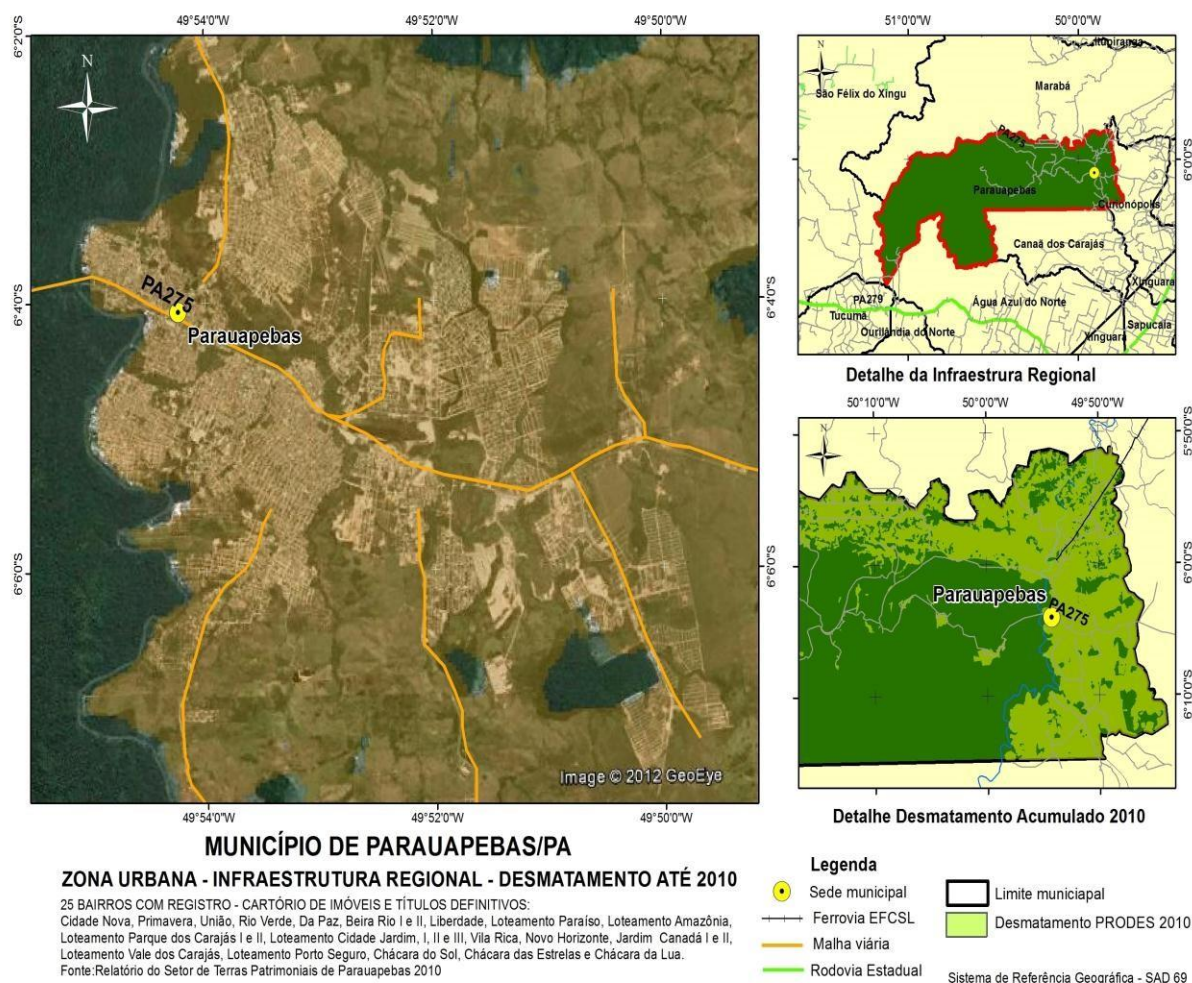 49°54'0"W
49°52'0"W
49°50'0"W
6°2'0"S
6°4'0"S
6°6'0"S
N
PA275
Parauapebas
Image © 2012 GeoEye
49°54'0"W
49°52'0"W
49°50'0"W
51°0'0"W
50°0'0"W
6°0'0"S
6°4'0"S
N
São Félix do Xingu
Itupiranga
Marabá
PA275
Parauapebas
Curionópolis
Canaã dos Carajás
Xinguara
PA279
Água Azul do Norte
Tucumã
Sapucaia
Ourilândia do Norte
Xinguara
Detalhe da Infraestrura Regional
50°10'0"W
50°0'0"W
49°50'0"W
5°50'0"S
6°0'0"S
6°6'0"S
6°10'0"S
N
Parauapebas
PA275
Detalhe Desmatamento Acumulado 2010
MUNICÍPIO DE PARAUAPEBAS/PA
ZONA URBANA - INFRAESTRUTURA REGIONAL - DESMATAMENTO ATÉ 2010
25 BAIRROS COM REGISTRO - CARTÓRIO DE IMÓVEIS E TÍTULOS DEFINITIVOS:
Cidade Nova, Primavera, União, Rio Verde, Da Paz, Beira Rio I e II, Liberdade, Loteamento Paraíso, Loteamento Amazônia,
Loteamento Parque dos Carajás I e II, Loteamento Cidade Jardim, I, II e III, Vila Rica, Novo Horizonte, Jardim Canadá I e II,
Loteamento Vale dos Carajás, Loteamento Porto Seguro, Chácara do Sol, Chácara das Estrelas e Chácara da Lua.
Fonte:Relatório do Setor de Terras Patrimoniais de Parauapebas 2010
Legenda
Sede municipal
Ferrovia EFCSL
Malha viária
Rodovia Estadual
Limite municiapal
Desmatamento PRODES 2010
Sistema de Referência Geográfica - SAD 69